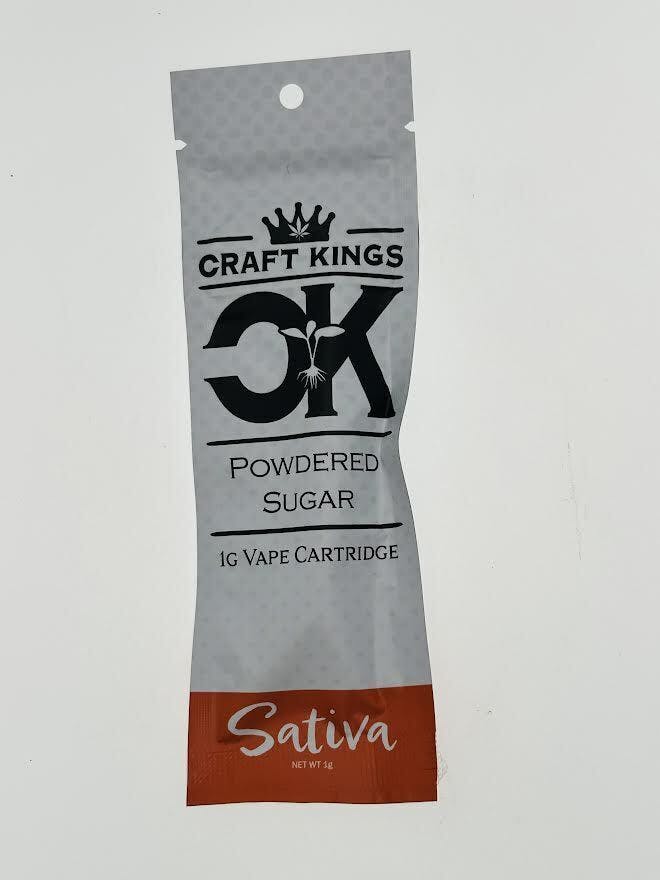 CRAFT KINGS
CK
POWDERED
SUGAR
1G VAPE CARTRIDGE
Sativa
NET WT 1g